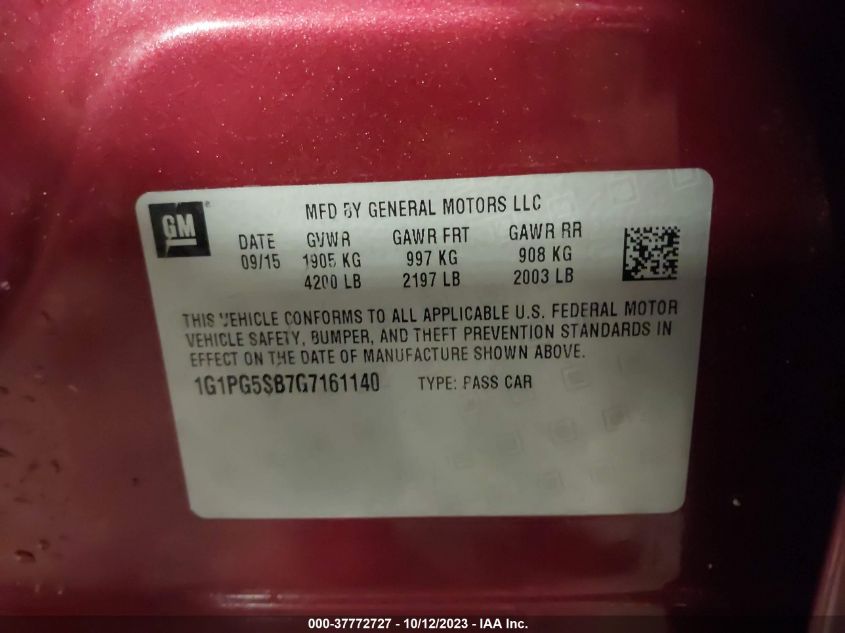 GM
MFD BY GENERAL MOTORS LLC
DATE GVWR GAWR FRT GAWR RR
09/15 1905 KG 997 KG 908 KG
4200 LB 2197 LB 2003 LB
THIS VEHICLE CONFORMS TO ALL APPLICABLE U.S. FEDERAL MOTOR
VEHICLE SAFETY, BUMPER, AND THEFT PREVENTION STANDARDS IN
EFFECT ON THE DATE OF MANUFACTURE SHOWN ABOVE.
1G1PG5SB7G7161140 TYPE: PASS CAR
000-37772727 - 10/12/2023 - IAA Inc.